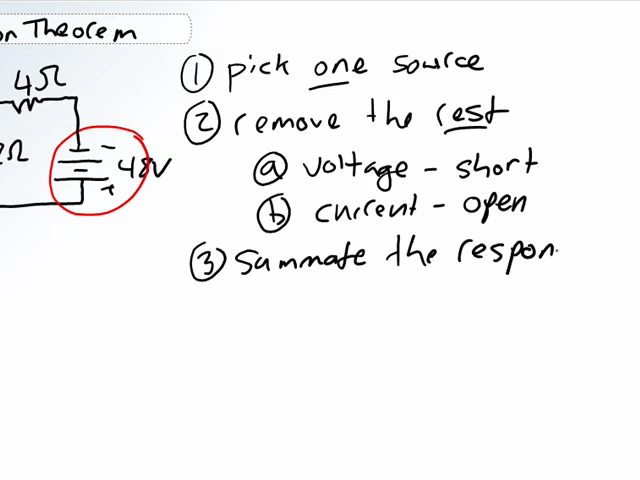 on Theorem
4Ω
2Ω
48V
① pick one source
② remove the rest
ⓐ voltage - short
ⓑ current - open
③ summate the respon